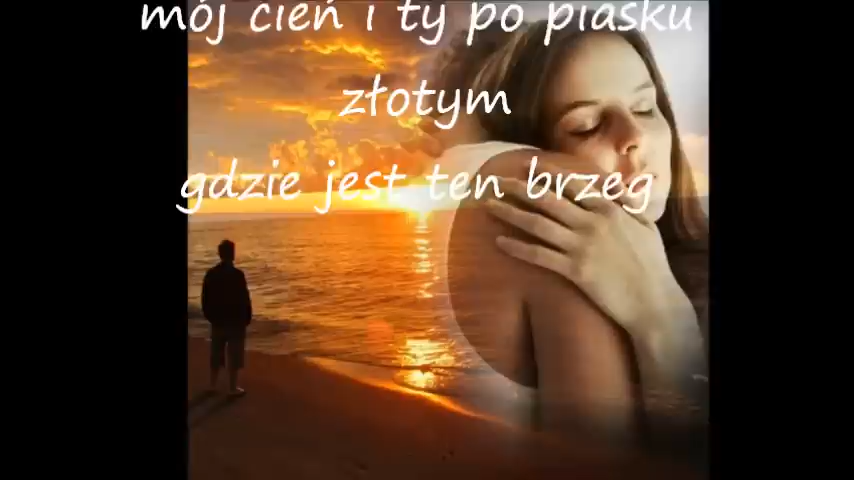 mój cień i ty po piasku
złotym
gdzie jest ten brzeg